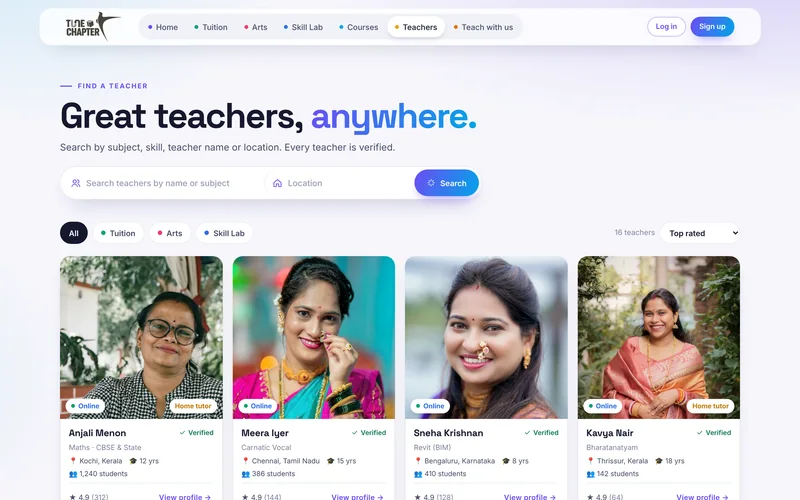 TUNE
CHAPTER
Home
Tuition
Arts
Skill Lab
Courses
Teachers
Teach with us
Log in
Sign up
FIND A TEACHER
Great teachers, anywhere.
Search by subject, skill, teacher name or location. Every teacher is verified.
Search teachers by name or subject
Location
Search
All
Tuition
Arts
Skill Lab
16 teachers
Top rated
Online
Home tutor
Online
Online
Online
Home tutor
Anjali Menon
✓ Verified
Maths · CBSE & State
Kochi, Kerala 12 yrs
1,240 students
★ 4.9 (312)
View profile →
Meera Iyer
✓ Verified
Carnatic Vocal
Chennai, Tamil Nadu 15 yrs
386 students
★ 4.9 (144)
View profile →
Sneha Krishnan
✓ Verified
Revit (BIM)
Bengaluru, Karnataka 8 yrs
410 students
★ 4.9 (128)
View profile →
Kavya Nair
✓ Verified
Bharatanatyam
Thrissur, Kerala 18 yrs
142 students
★ 4.9 (64)
View profile →